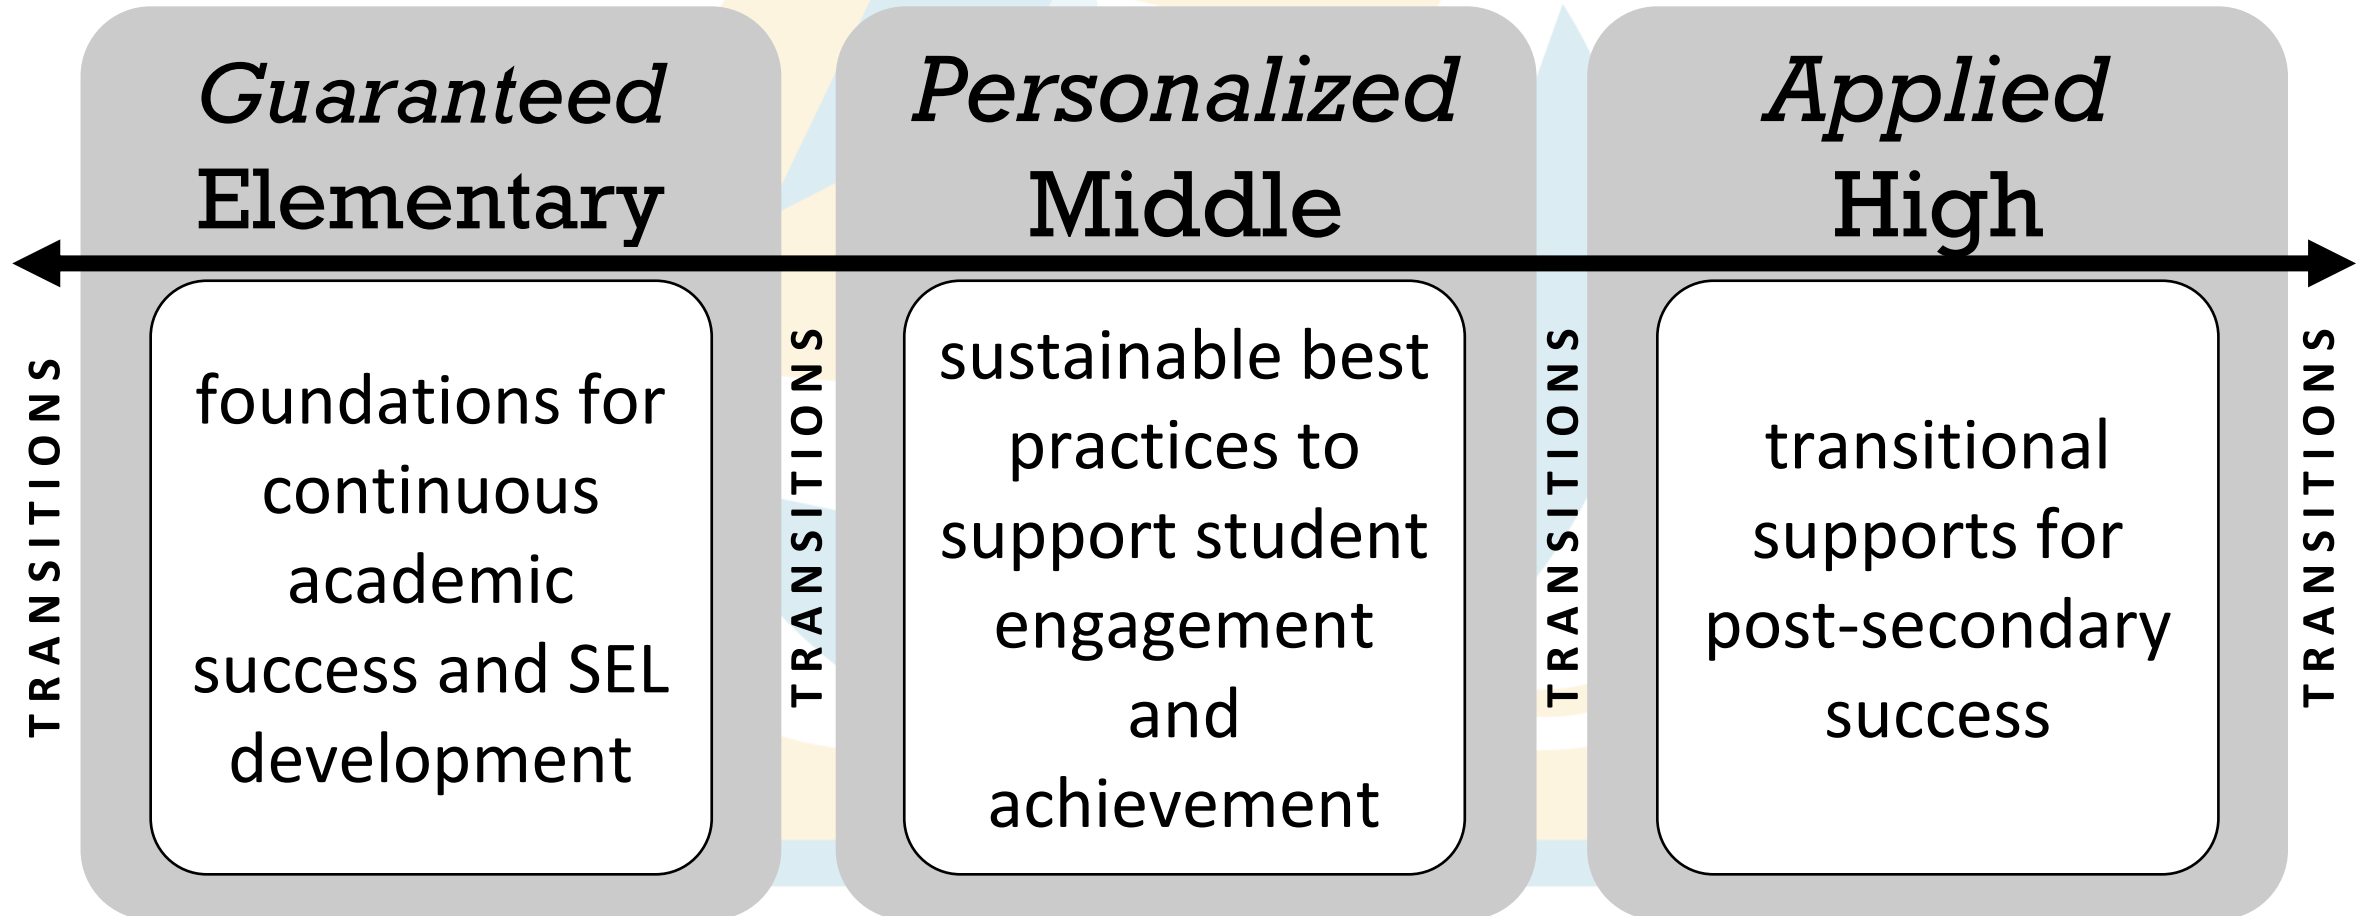 Guaranteed
Elementary
Personalized
Middle
Applied
High
TRANSITIONS
foundations for
continuous
academic
success and SEL
development
TRANSITIONS
sustainable best
practices to
support student
engagement
and
achievement
TRANSITIONS
transitional
supports for
post-secondary
success
TRANSITIONS